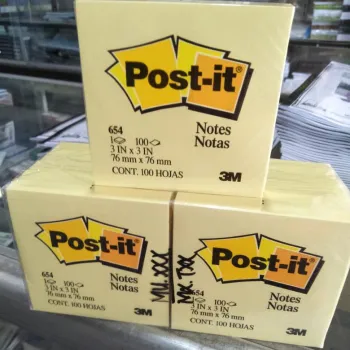 Post-it®
654
1 100
3 IN x 3 IN
76 mm x 76 mm
CONT. 100 HOJAS
Notes
Notas
3M
Post-it®
654
1 100
3 IN x 3 IN
76 mm x 76 mm
CONT. 100 HOJAS
Notes
Notas
3M
MU.XXX
Post-it®
654
1 100
3 IN x 3 IN
76 mm x 76 mm
CONT. 100 HOJAS
Notes
Notas
3M